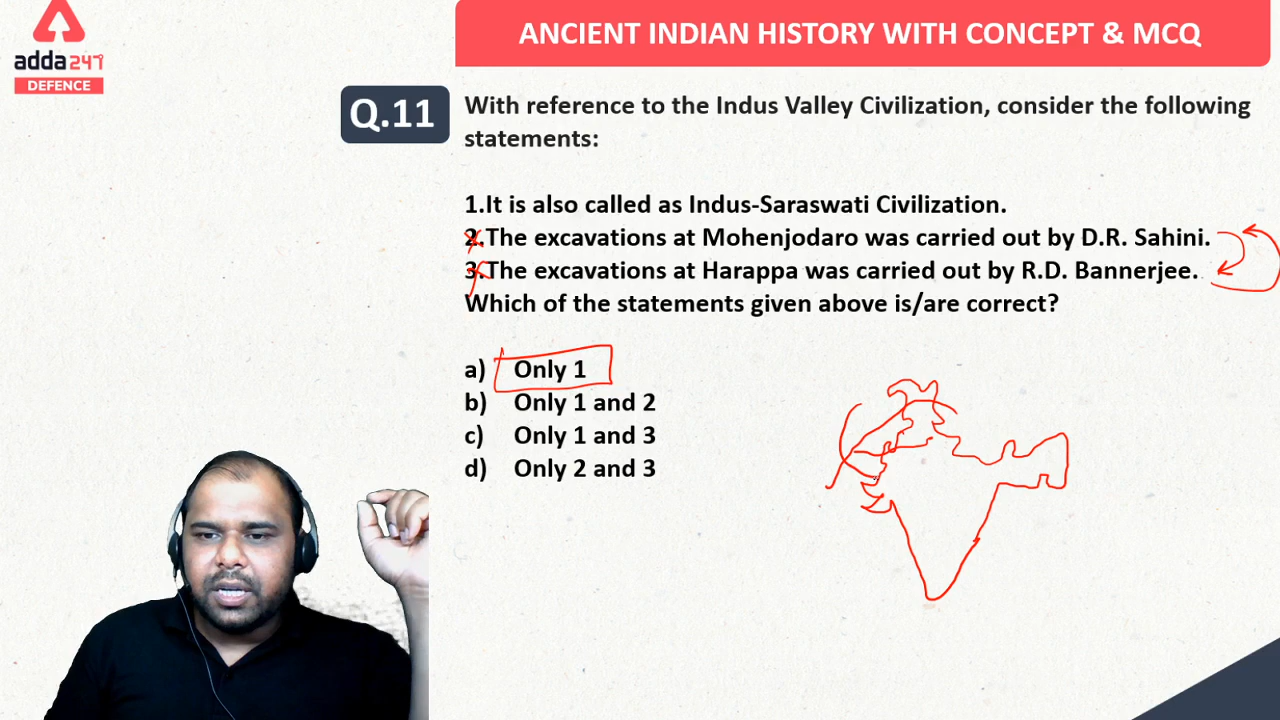 adda247
DEFENCE
ANCIENT INDIAN HISTORY WITH CONCEPT & MCQ
Q.11
With reference to the Indus Valley Civilization, consider the following
statements:
1.It is also called as Indus-Saraswati Civilization.
2.The excavations at Mohenjodaro was carried out by D.R. Sahini.
3.The excavations at Harappa was carried out by R.D. Bannerjee.
Which of the statements given above is/are correct?
a) Only 1
b) Only 1 and 2
c) Only 1 and 3
d) Only 2 and 3